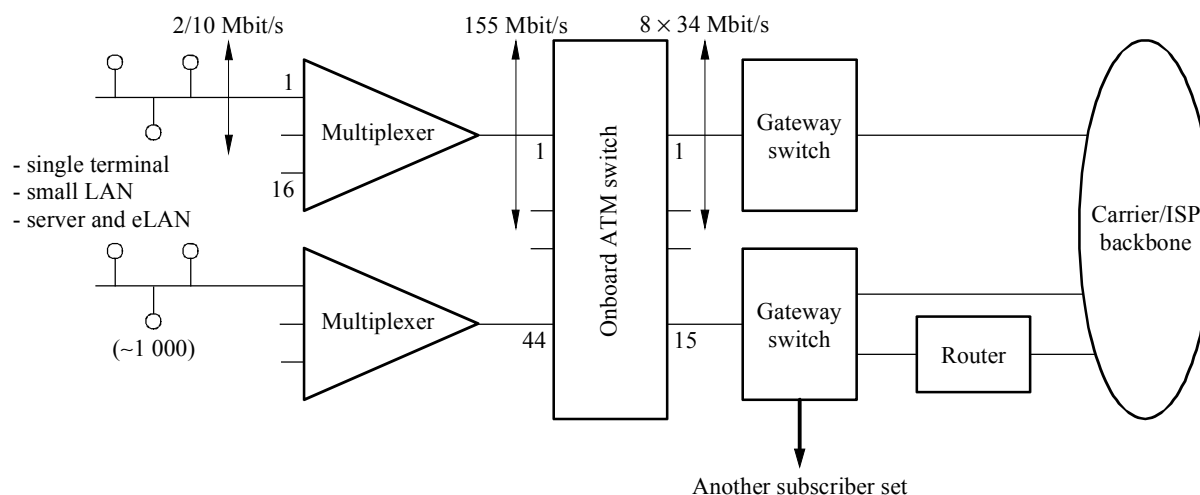 2/10 Mbit/s
155 Mbit/s
8 × 34 Mbit/s
1
16
Multiplexer
- single terminal
- small LAN
- server and eLAN
1
Onboard ATM switch
1
Gateway
switch
Carrier/ISP
backbone
(~1 000)
Multiplexer
44
15
Gateway
switch
Router
Another subscriber set